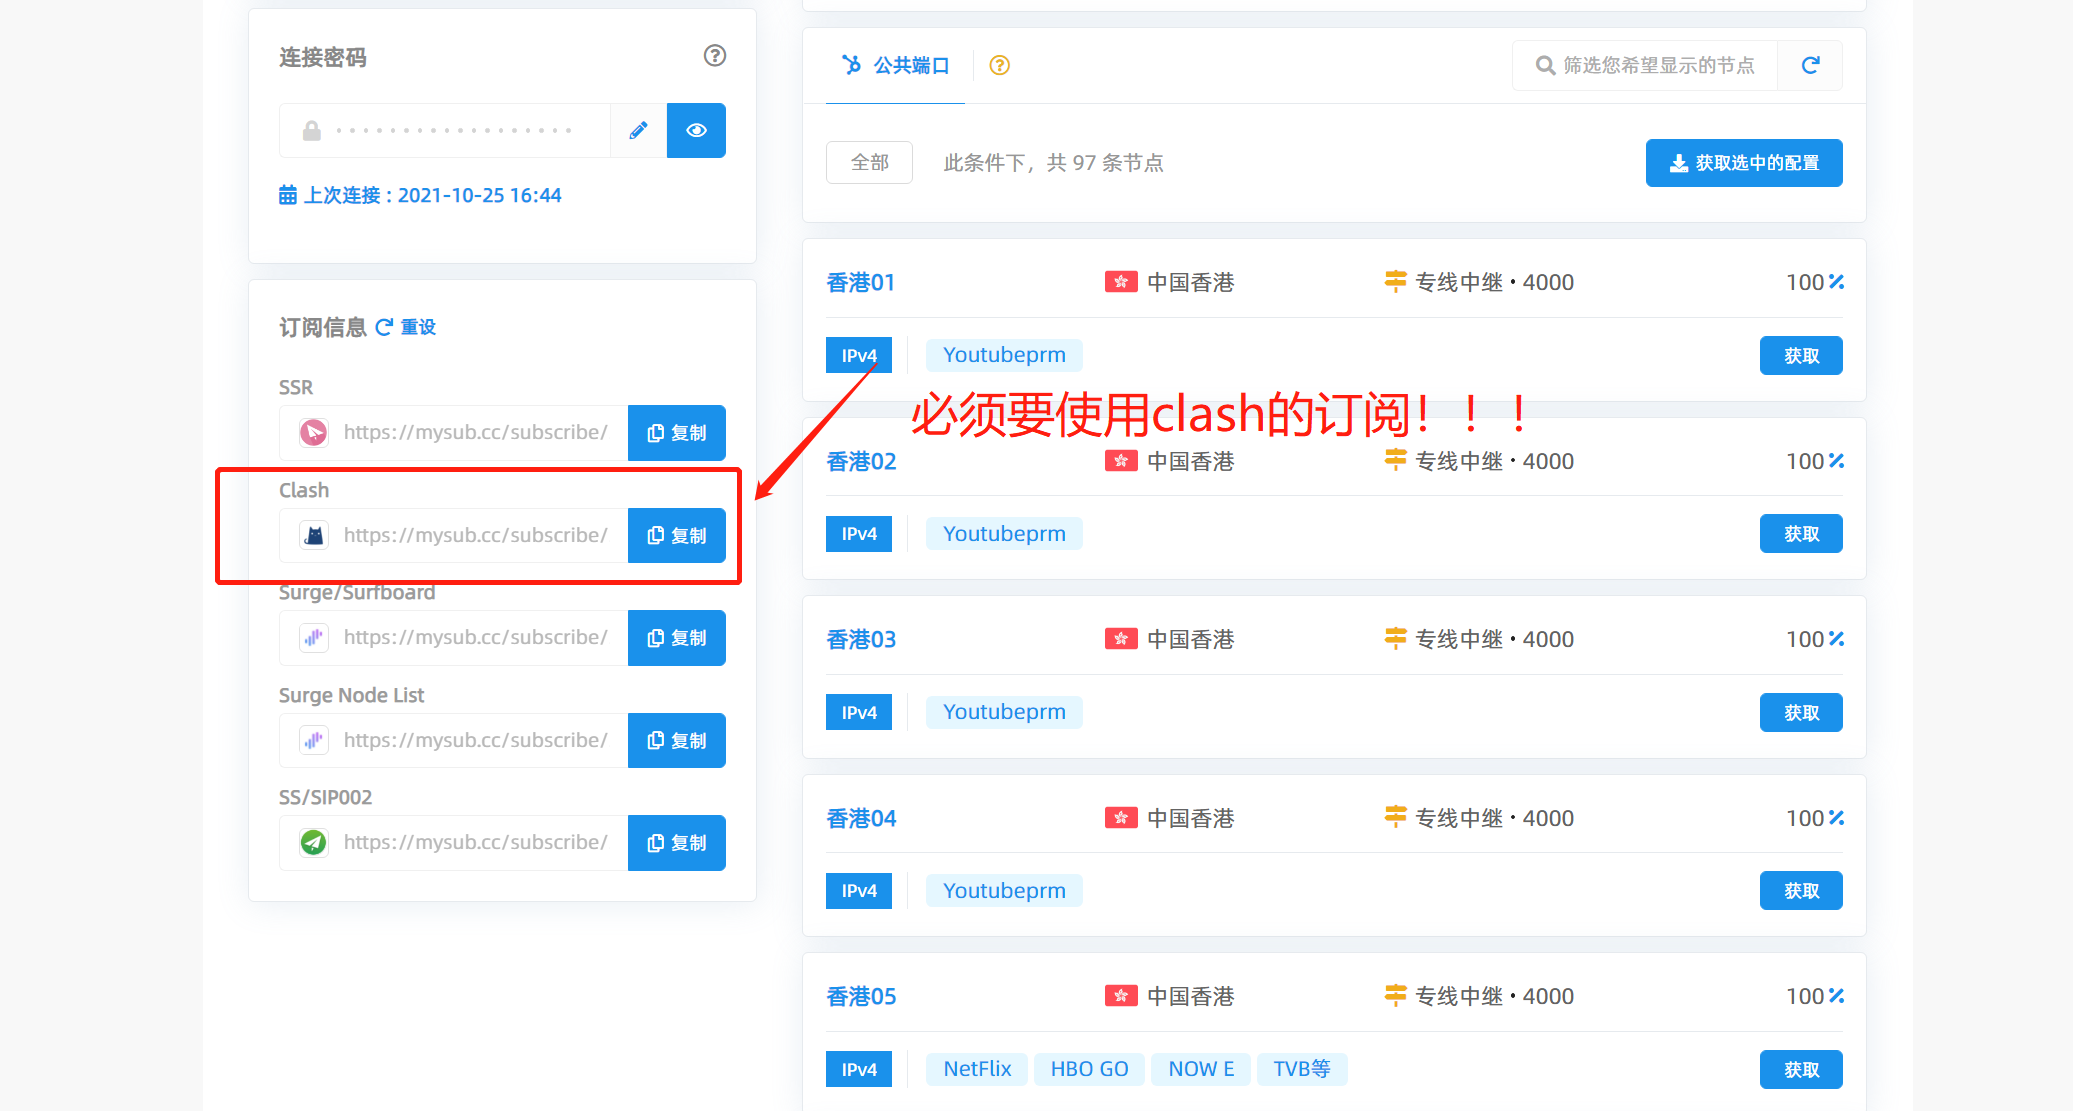 连接密码
上次连接 : 2021-10-25 16:44
订阅信息 重设
SSR
https://mysub.cc/subscribe/ 复制
Clash
https://mysub.cc/subscribe/ 复制
Surge/Surfboard
https://mysub.cc/subscribe/ 复制
Surge Node List
https://mysub.cc/subscribe/ 复制
SS/SIP002
https://mysub.cc/subscribe/ 复制
公共端口 筛选您希望显示的节点
全部 此条件下，共 97 条节点 获取选中的配置
香港01 中国香港 专线中继 • 4000 100
IPv4 Youtubeprm 获取
必须要使用clash的订阅！！！
香港02 中国香港 专线中继 • 4000 100
IPv4 Youtubeprm 获取
香港03 中国香港 专线中继 • 4000 100
IPv4 Youtubeprm 获取
香港04 中国香港 专线中继 • 4000 100
IPv4 Youtubeprm 获取
香港05 中国香港 专线中继 • 4000 100
IPv4 NetFlix HBO GO NOW E TVB等 获取